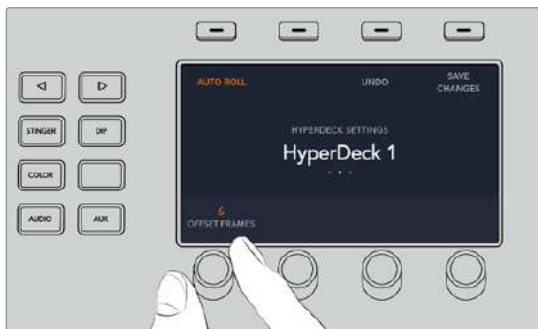 AUTO ROLL
UNDO
SAVE
CHANGES
STINGER
DIP
HYPERDECK SETTINGS
HyperDeck 1
COLOR
AUDIO
AUX
6
OFFSET FRAMES